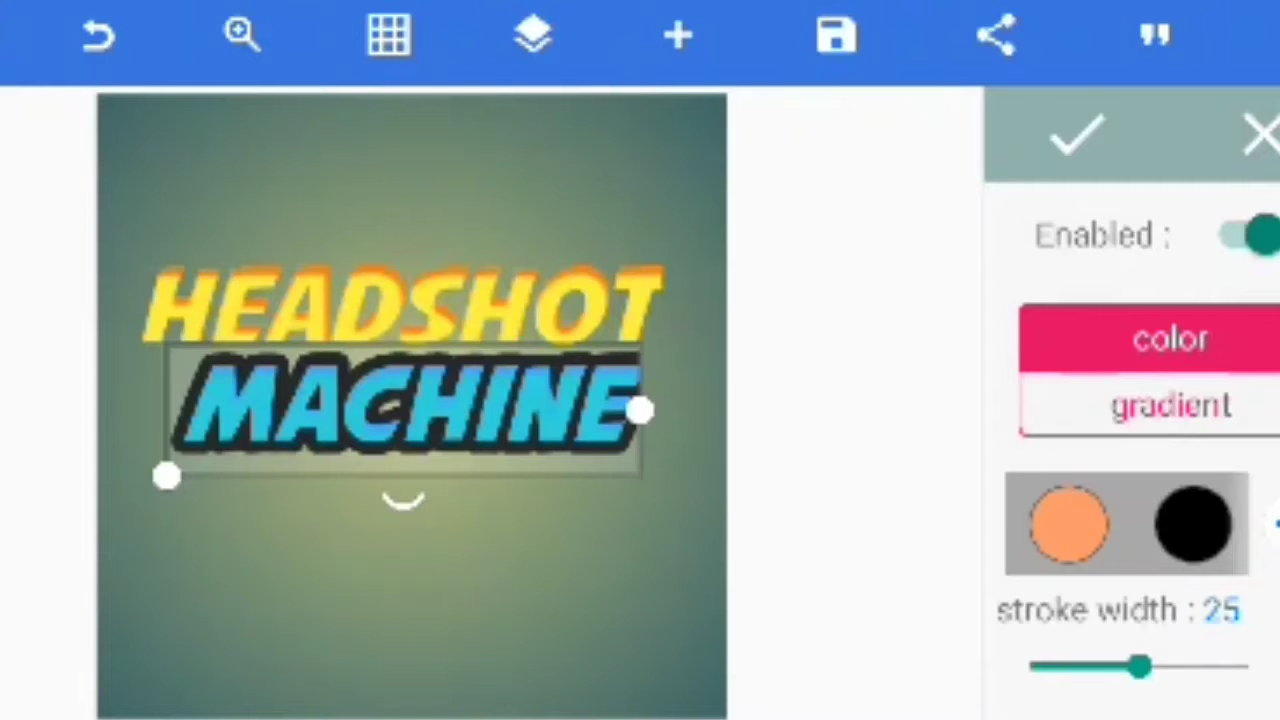 HEADSHOT
MACHINE
Enabled :
color
gradient
stroke width : 25